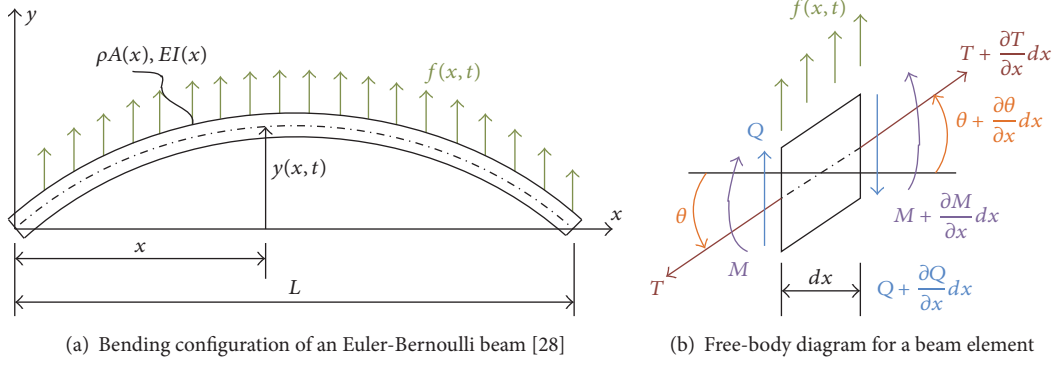 y
ρA(x), EI(x)
f(x, t)
y(x, t)
x
x
L
(a) Bending configuration of an Euler-Bernoulli beam [28]
f(x, t)
T + ∂T/∂x dx
Q
θ + ∂θ/∂x dx
θ
M + ∂M/∂x dx
M
T
dx
Q + ∂Q/∂x dx
(b) Free-body diagram for a beam element